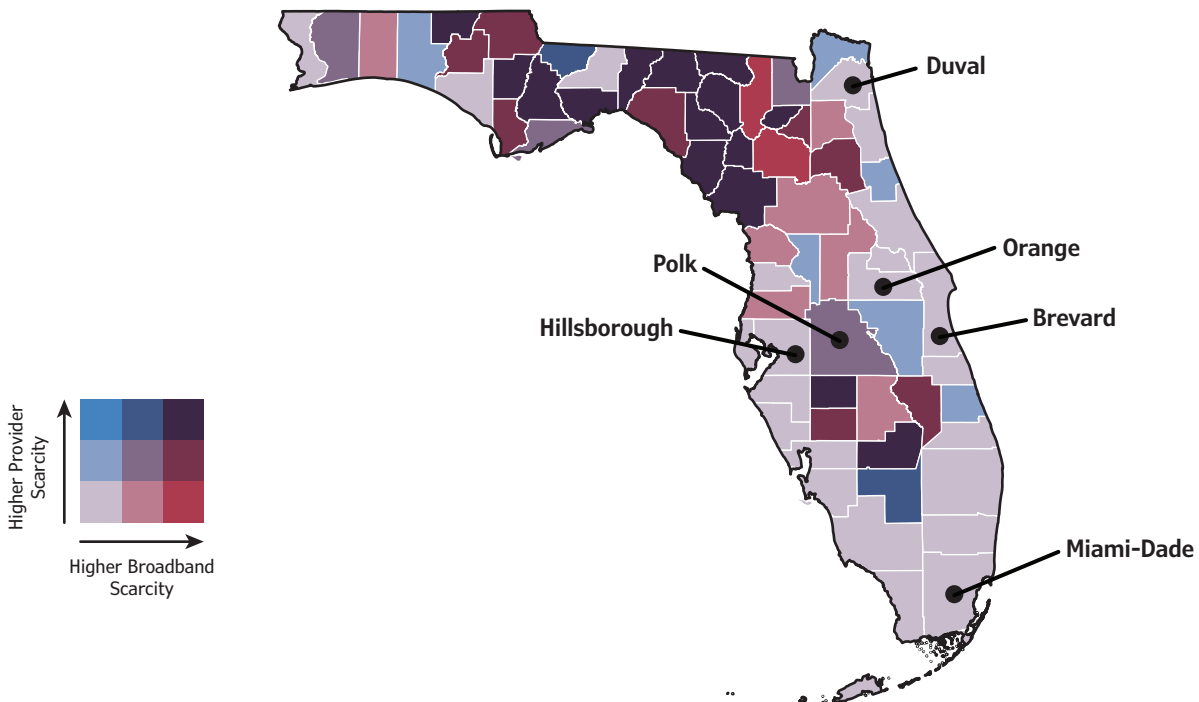 Duval
Orange
Polk
Brevard
Hillsborough
Higher Provider
Scarcity
Higher Broadband
Scarcity
Miami-Dade